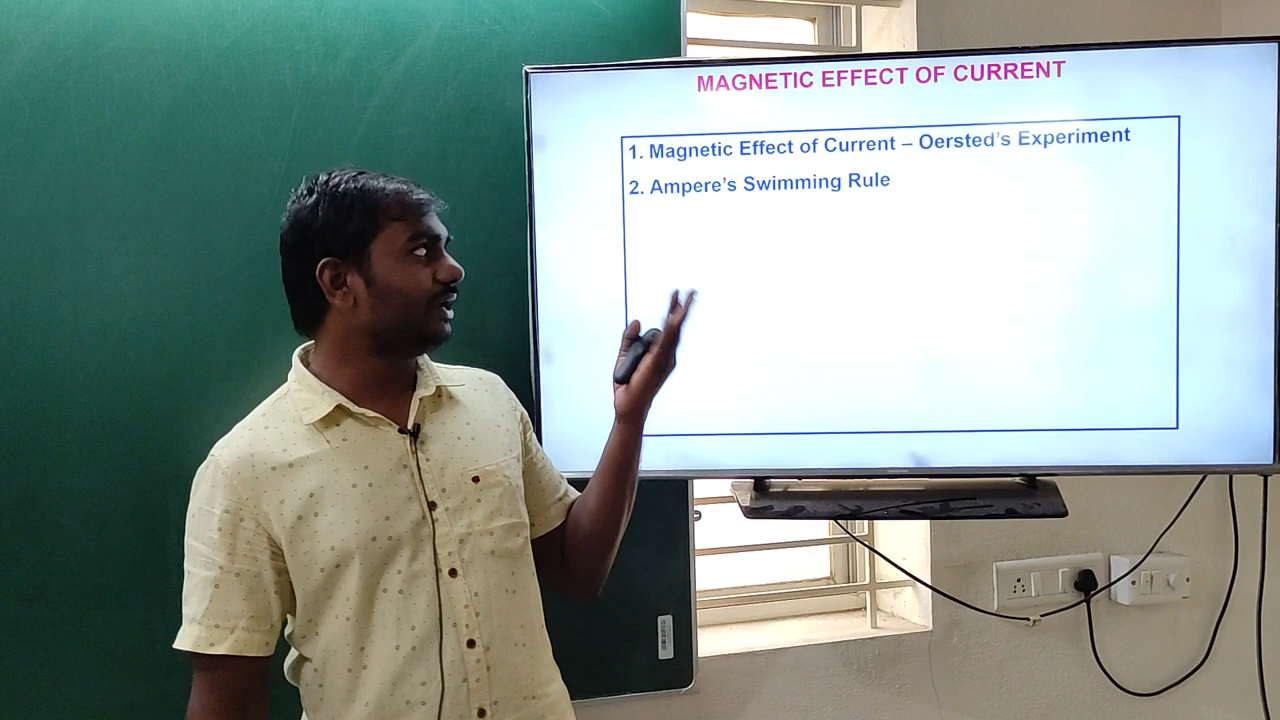 MAGNETIC EFFECT OF CURRENT
1. Magnetic Effect of Current – Oersted’s Experiment
2. Ampere’s Swimming Rule